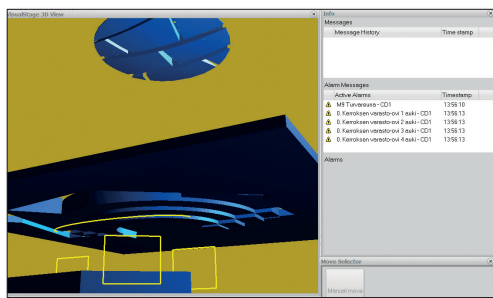 VisualStage 3D View
Info
Messages
Message History Time stamp
Alarm Messages
Active Alarms Timestamp
M9 Turvarousa - CD1 13:56:10
0. Kerroksen varasto-ovi 1 auki - CD1 13:56:13
0. Kerroksen varasto-ovi 2 auki - CD1 13:56:13
0. Kerroksen varasto-ovi 3 auki - CD1 13:56:13
0. Kerroksen varasto-ovi 4 auki - CD1 13:56:13
Alarms
Move Selector
Manual move